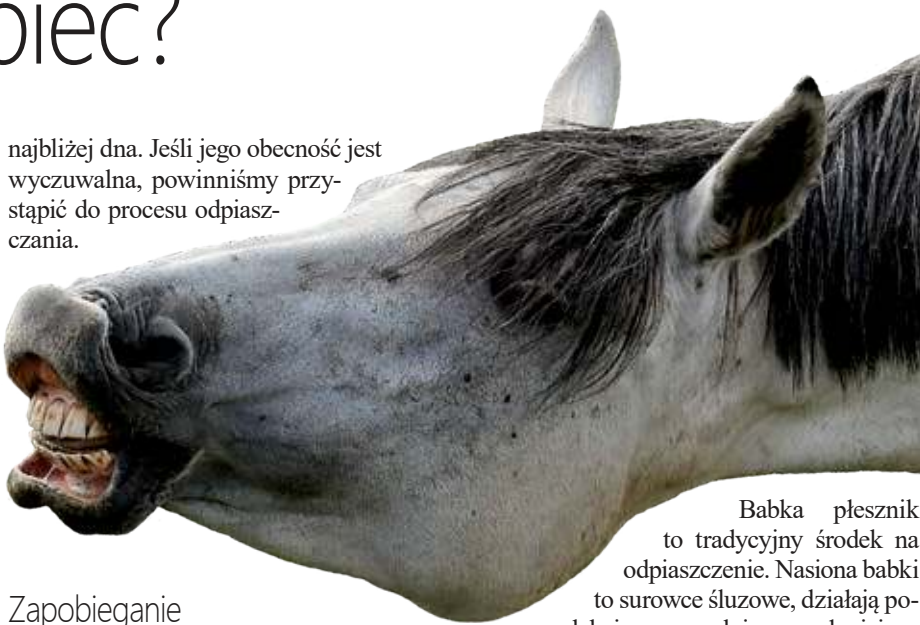 najbliżej dna. Jeśli jego obecność jest
wyczuwalna, powinniśmy przy-
stąpić do procesu odpiasz-
czania.
Zapobieganie
Babka płesznik
to tradycyjny środek na
odpiaszczenie. Nasiona babki
to surowce śluzowe, działają po-